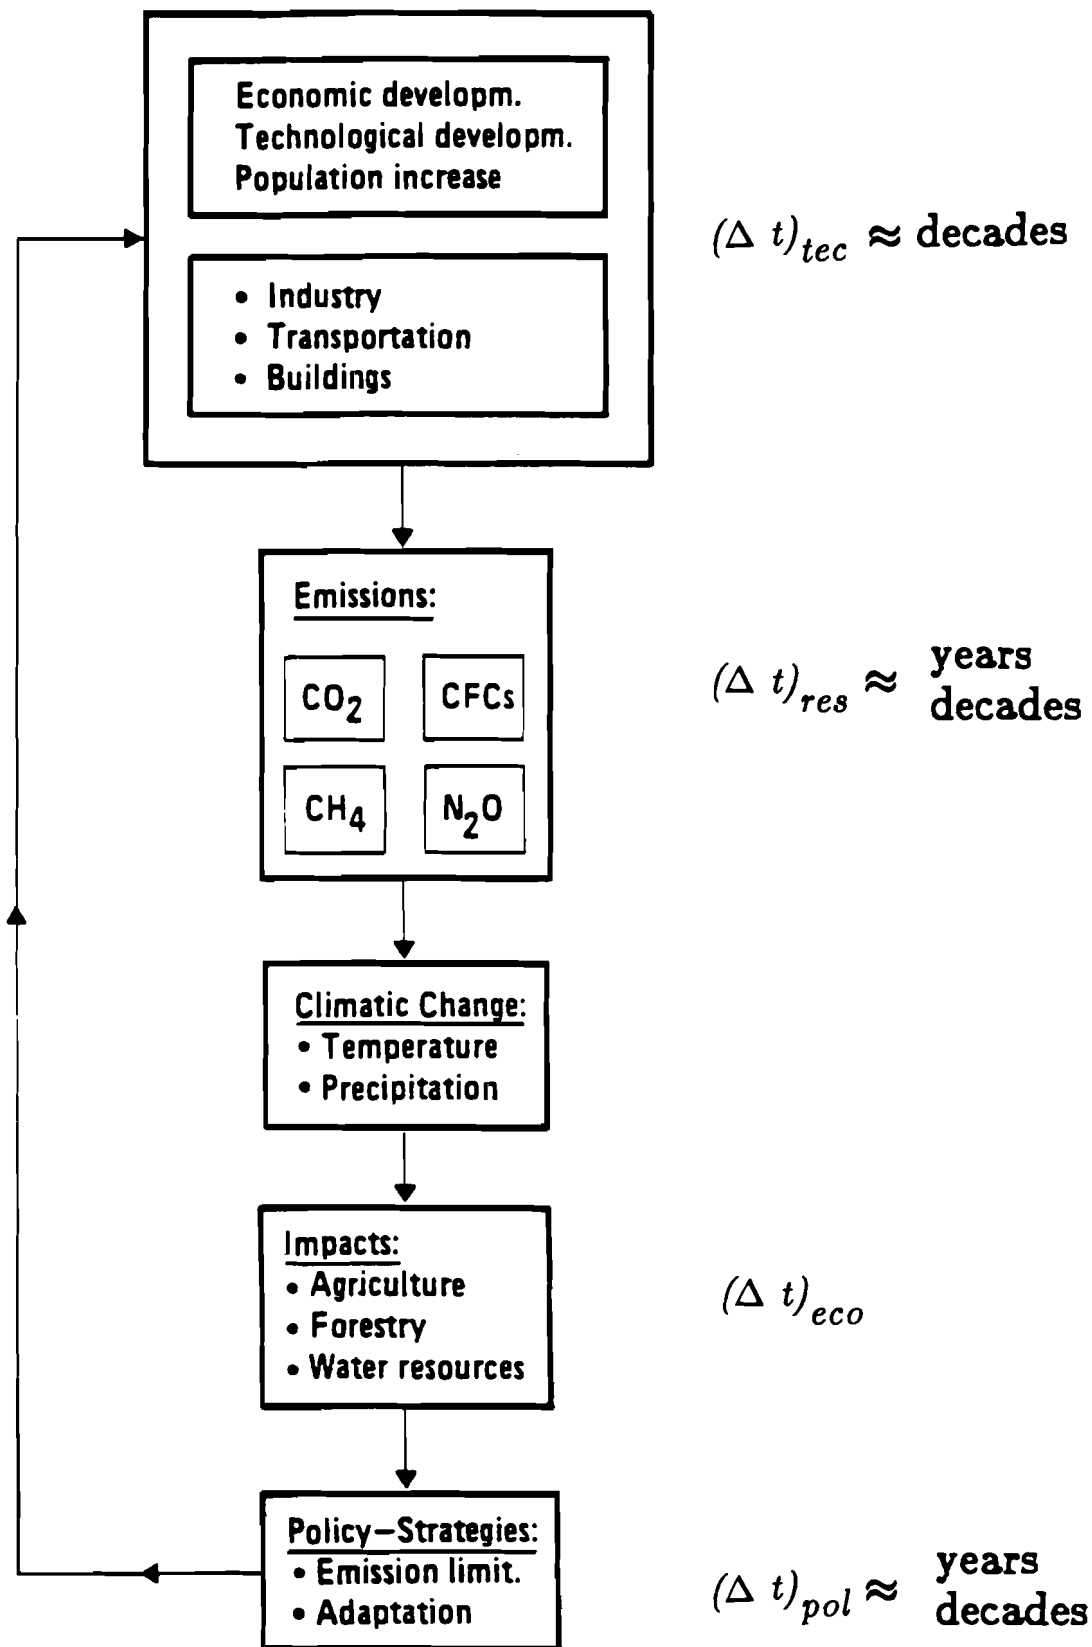 Economic developm.
Technological developm.
Population increase
(Δ t)tec ≈ decades
• Industry
• Transportation
• Buildings
Emissions:
CO2 CFCs
CH4 N2O
(Δ t)res ≈ years
decades
Climatic Change:
• Temperature
• Precipitation
Impacts:
• Agriculture
• Forestry
• Water resources
(Δ t)eco
Policy–Strategies:
• Emission limit.
• Adaptation
(Δ t)pol ≈ years
decades